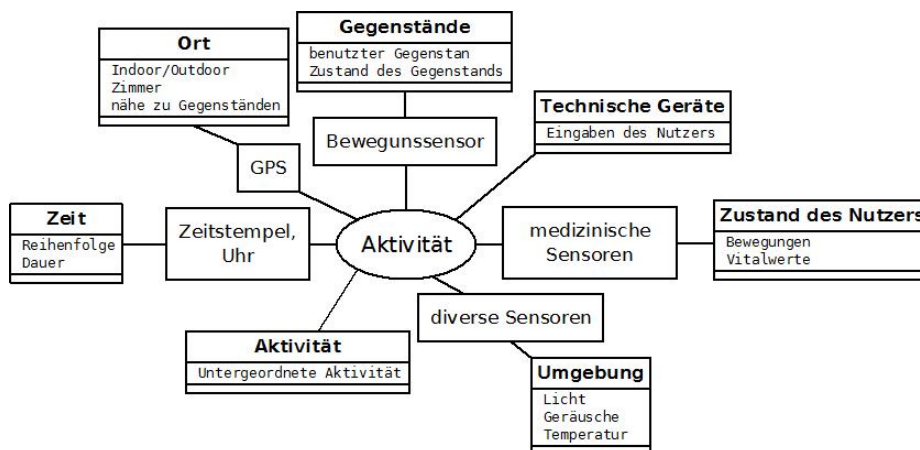 Gegenstände
benutzter Gegenstan
Zustand des Gegenstands
Ort
Indoor/Outdoor
Zimmer
nähe zu Gegenständen
Technische Geräte
Eingaben des Nutzers
Bewegunssensor
GPS
Zeit
Reihenfolge
Dauer
Zeitstempel,
Uhr
Aktivität
medizinische
Sensoren
Zustand des Nutzers
Bewegungen
Vitalwerte
diverse Sensoren
Aktivität
Untergeordnete Aktivität
Umgebung
Licht
Geräusche
Temperatur